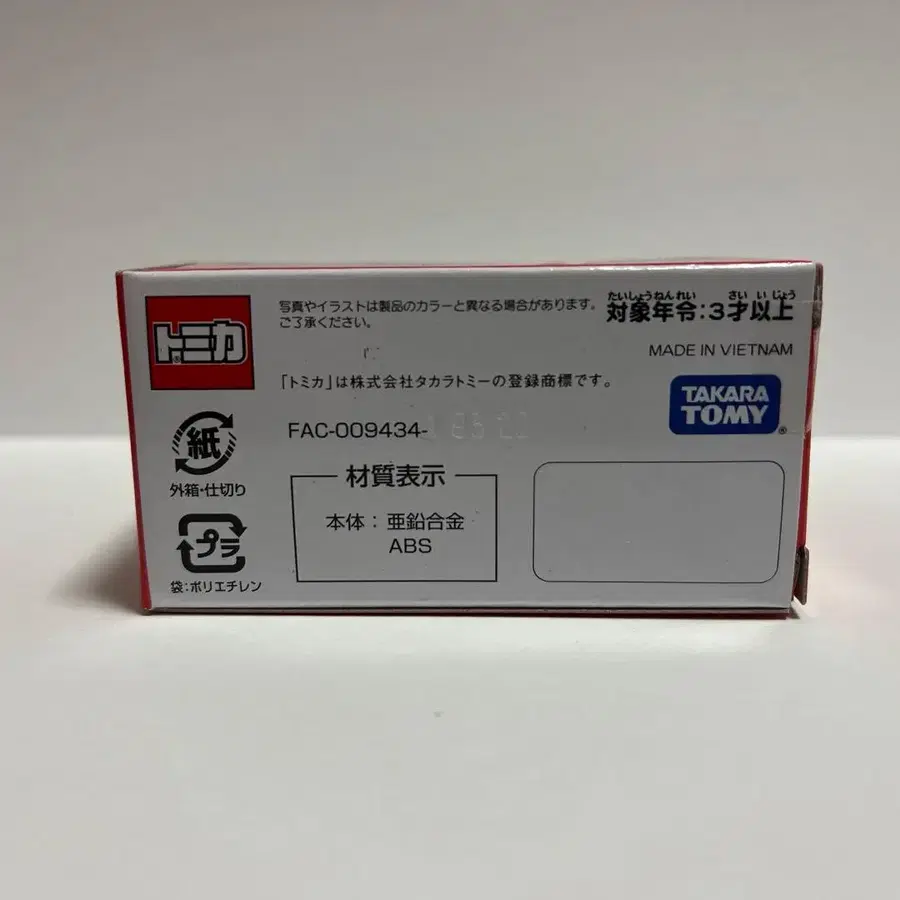 トミカ
®
写真やイラストは製品のカラーと異なる場合があります。
ご了承ください。
たいしょうねんれい さい い じょう
対象年令:3才以上
MADE IN VIETNAM
「トミカ」は株式会社タカラトミーの登録商標です。
TAKARA
TOMY®
FAC-009434-
紙
外箱・仕切り
材質表示
本体:亜鉛合金
ABS
プラ
袋:ポリエチレン